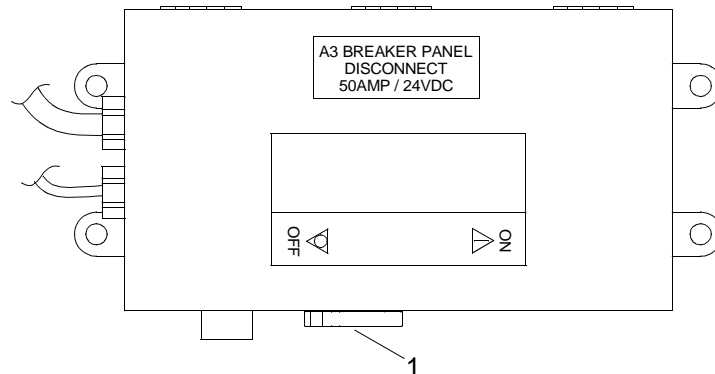 A3 BREAKER PANEL
DISCONNECT
50AMP / 24VDC
OFF
ON
1